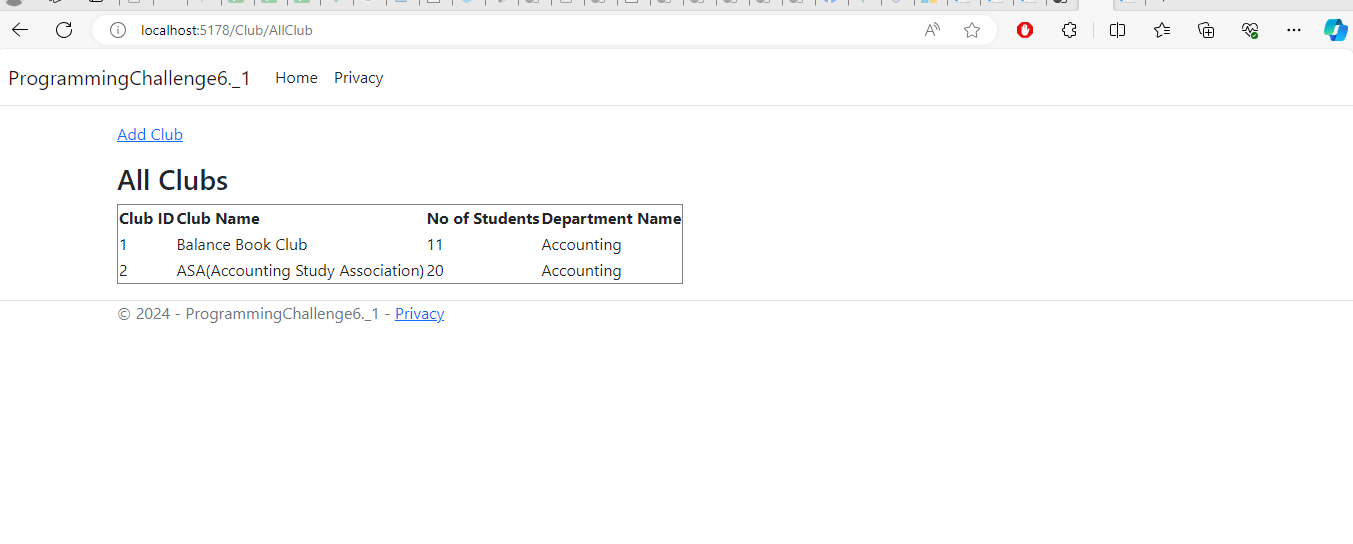 localhost:5178/Club/AllClub
ProgrammingChallenge6._1 Home Privacy
Add Club
All Clubs
Club ID Club Name No of Students Department Name
1 Balance Book Club 11 Accounting
2 ASA(Accounting Study Association) 20 Accounting
© 2024 - ProgrammingChallenge6._1 - Privacy